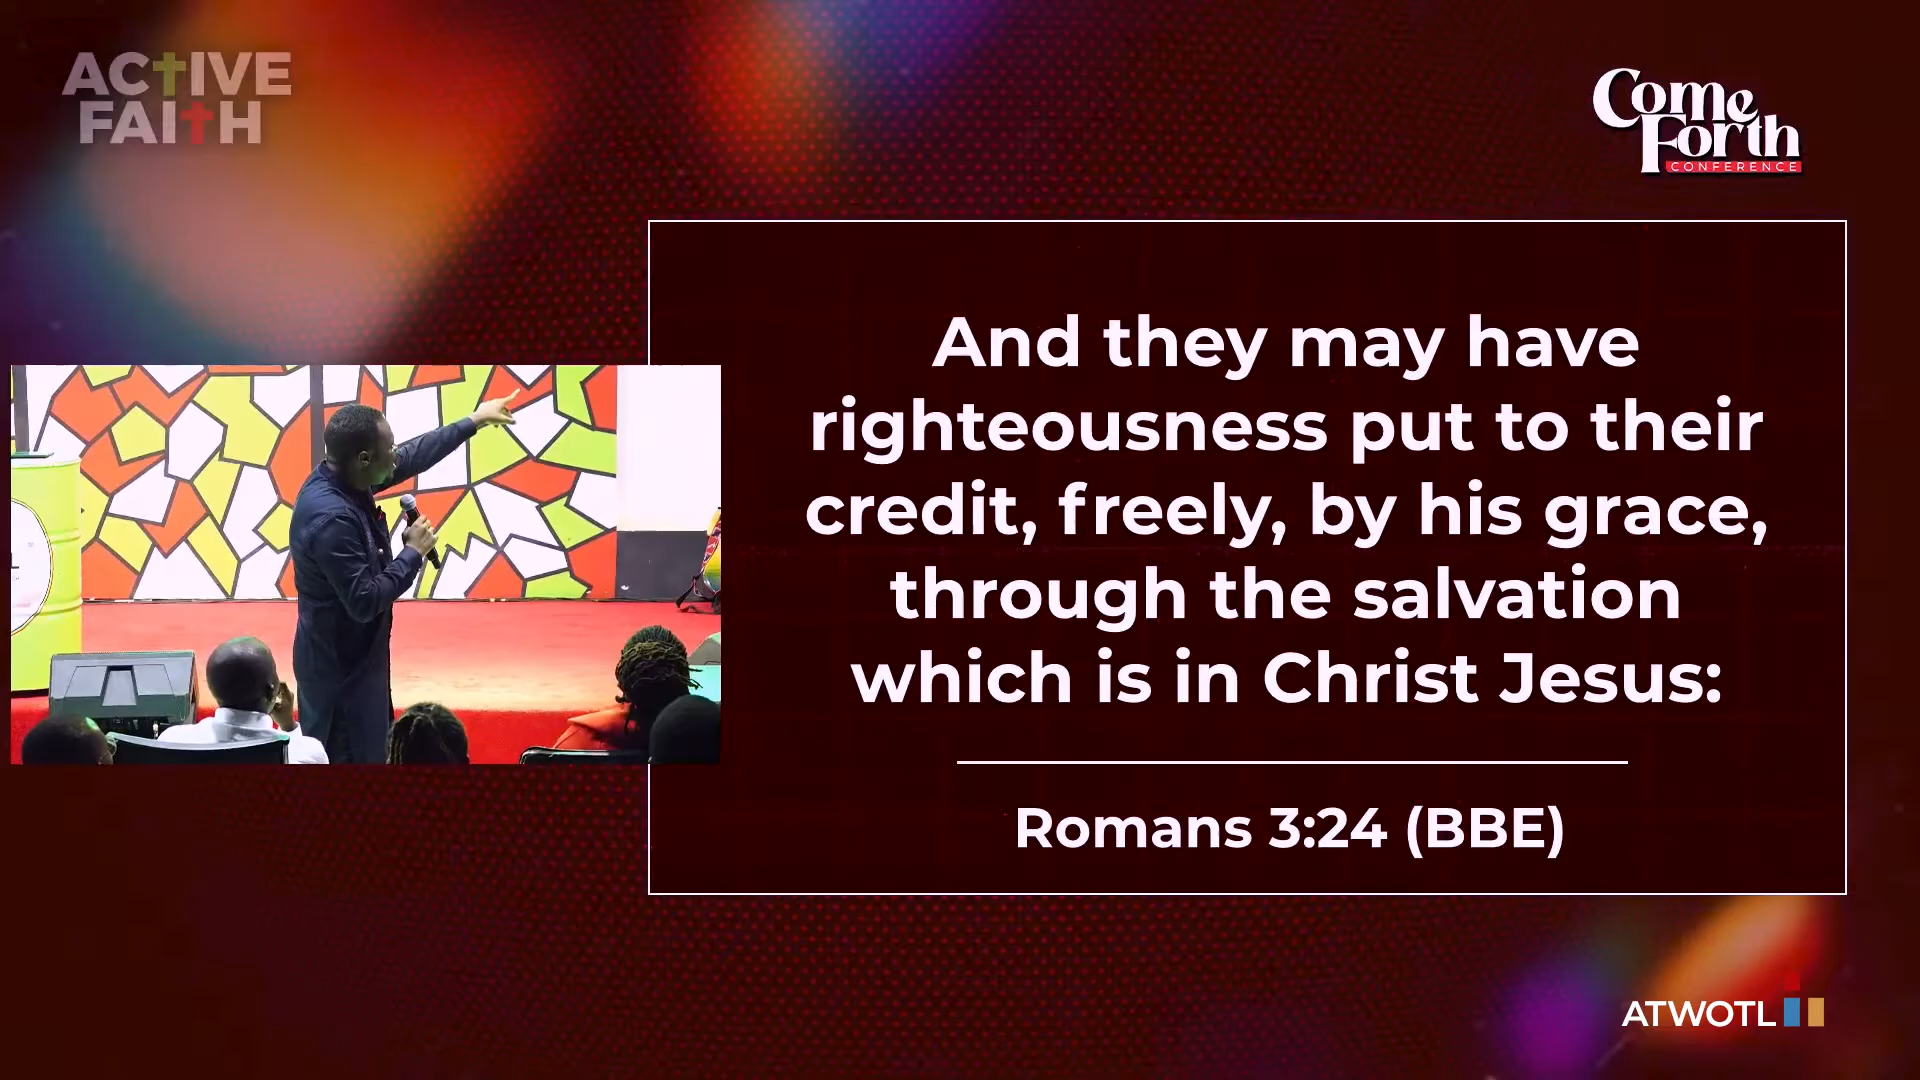 ACTIVE
FAITH
Come
Forth
CONFERENCE
And they may have
righteousness put to their
credit, freely, by his grace,
through the salvation
which is in Christ Jesus:
Romans 3:24 (BBE)
ATWOTL